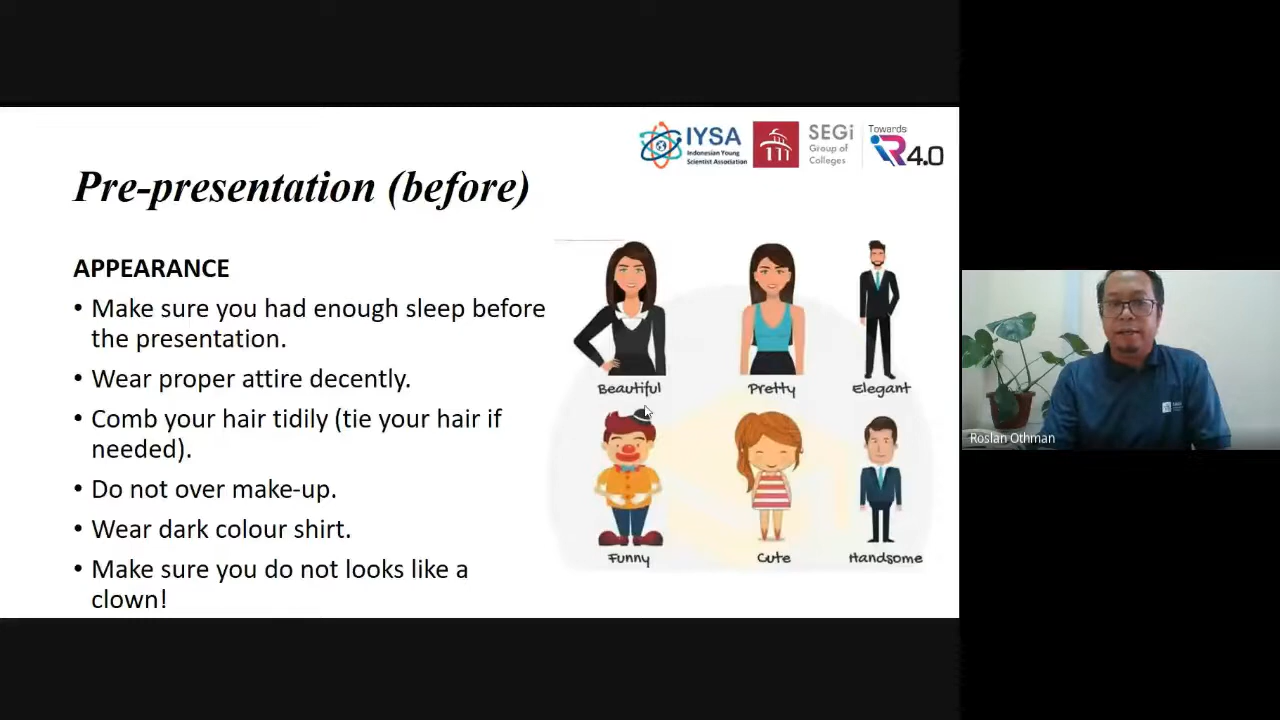 IYSA
Indonesian Young
Scientist Association
SEGi
Group of
Colleges
Towards
iR4.0
Pre-presentation (before)
APPEARANCE
• Make sure you had enough sleep before
the presentation.
• Wear proper attire decently.
• Comb your hair tidily (tie your hair if
needed).
• Do not over make-up.
• Wear dark colour shirt.
• Make sure you do not looks like a
clown!
Beautiful
Pretty
Elegant
Funny
Cute
Handsome
Roslan Othman